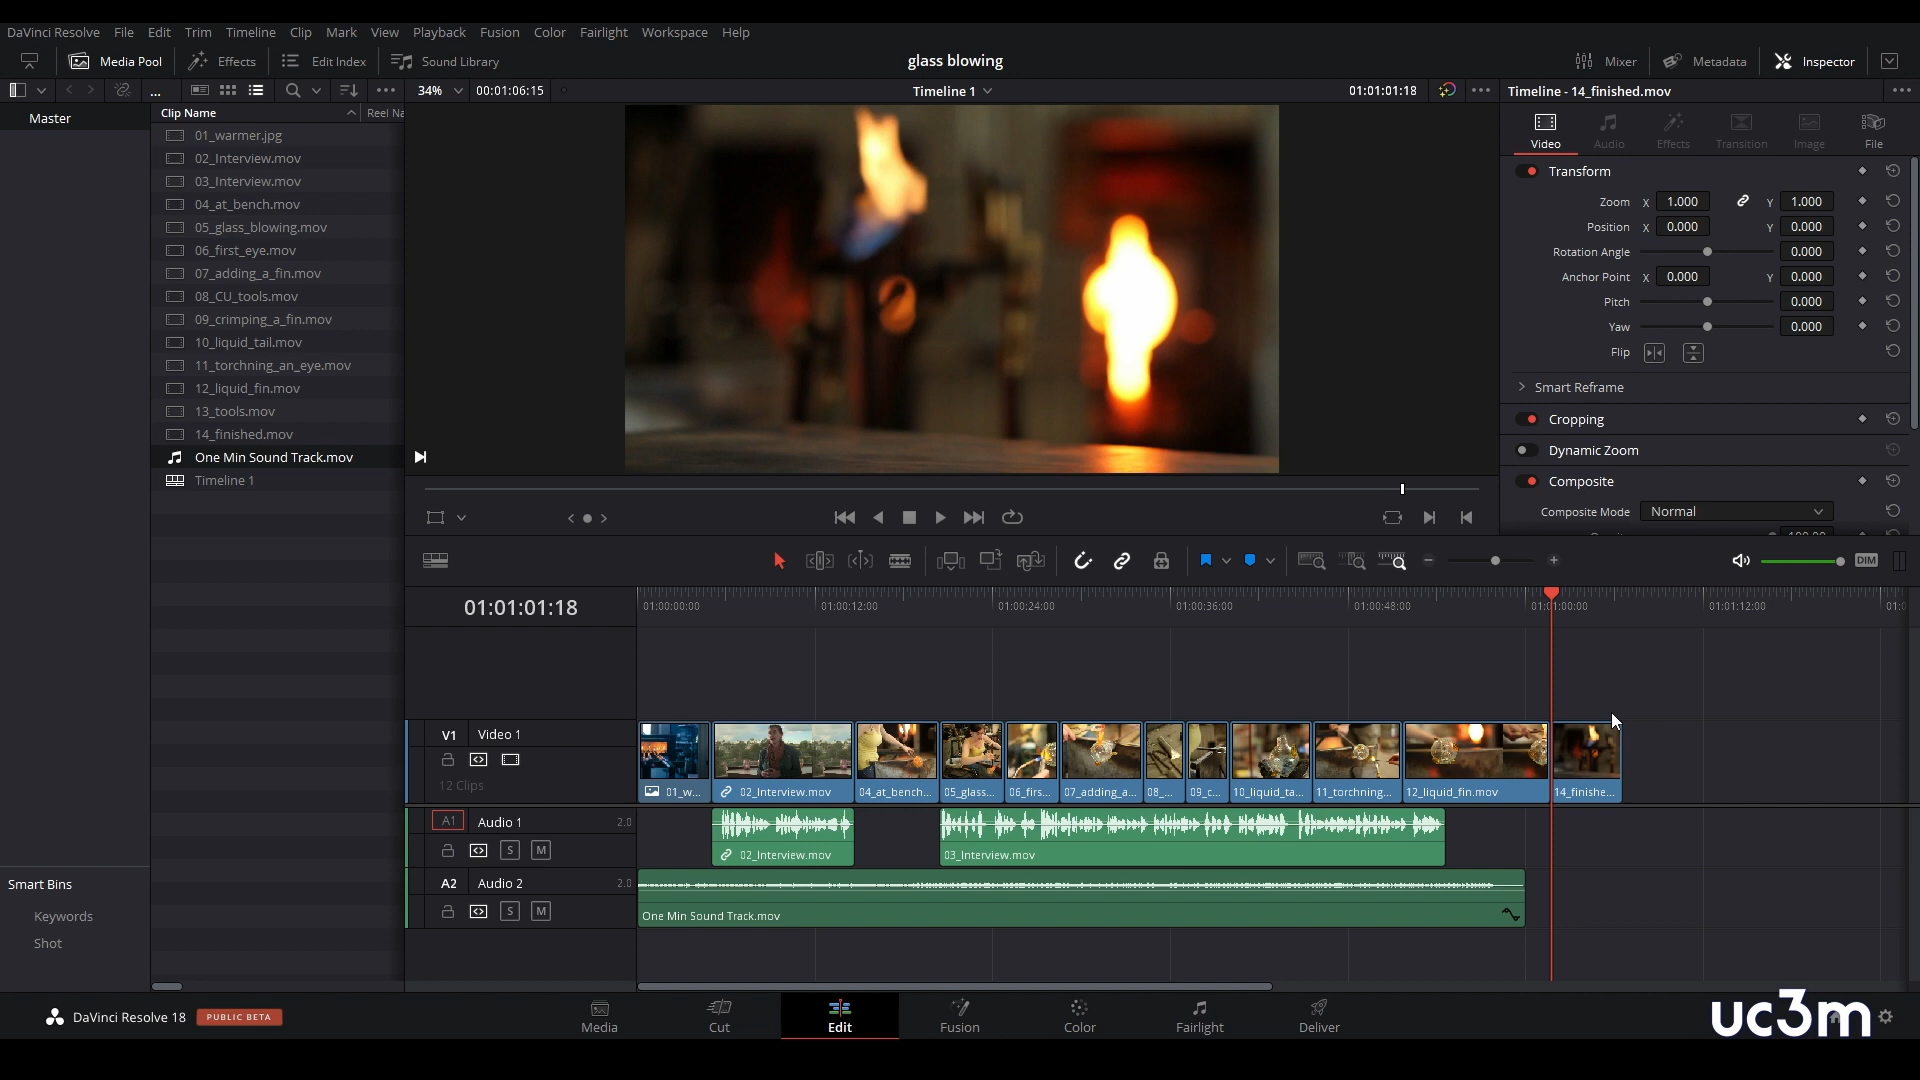 DaVinci Resolve File Edit Trim Timeline Clip Mark View Playback Fusion Color Fairlight Workspace Help
Media Pool Effects Edit Index Sound Library glass blowing Mixer Metadata Inspector
... 34% 00:01:06:15 Timeline 1 01:01:01:18 Timeline - 14_finished.mov
Master
Clip Name Reel Na
01_warmer.jpg
02_Interview.mov
03_Interview.mov
04_at_bench.mov
05_glass_blowing.mov
06_first_eye.mov
07_adding_a_fin.mov
08_CU_tools.mov
09_crimping_a_fin.mov
10_liquid_tail.mov
11_torchning_an_eye.mov
12_liquid_fin.mov
13_tools.mov
14_finished.mov
One Min Sound Track.mov
Timeline 1
Smart Bins
Keywords
Shot
Video Audio Effects Transition Image File
Transform
Zoom X 1.000 Y 1.000
Position X 0.000 Y 0.000
Rotation Angle 0.000
Anchor Point X 0.000 Y 0.000
Pitch 0.000
Yaw 0.000
Flip
Smart Reframe
Cropping
Dynamic Zoom
Composite
Composite Mode Normal
DIM
01:01:01:18
01:00:00:00 01:00:12:00 01:00:24:00 01:00:36:00 01:00:48:00 01:01:00:00 01:01:12:00 01:0
V1 Video 1
12 Clips
01_w... 02_Interview.mov 04_at_bench... 05_glass... 06_firs... 07_adding_a... 08_... 09_c... 10_liquid_ta... 11_torchning... 12_liquid_fin.mov 14_finishe...
A1 Audio 1 2.0
S M
02_Interview.mov 03_Interview.mov
A2 Audio 2 2.0
S M
One Min Sound Track.mov
DaVinci Resolve 18 PUBLIC BETA
Media Cut Edit Fusion Color Fairlight Deliver
uc3m